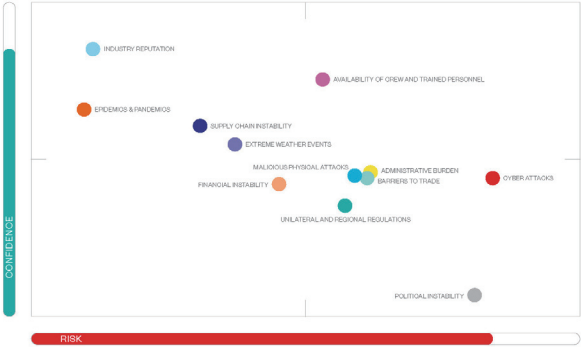 INDUSTRY REPUTATION
AVAILABILITY OF CREW AND TRAINED PERSONNEL
EPIDEMICS & PANDEMICS
SUPPLY CHAIN INSTABILITY
EXTREME WEATHER EVENTS
MALICIOUS PHYSICAL ATTACKS
ADMINISTRATIVE BURDEN
BARRIERS TO TRADE
CYBER ATTACKS
FINANCIAL INSTABILITY
UNILATERAL AND REGIONAL REGULATIONS
POLITICAL INSTABILITY
CONFIDENCE
RISK